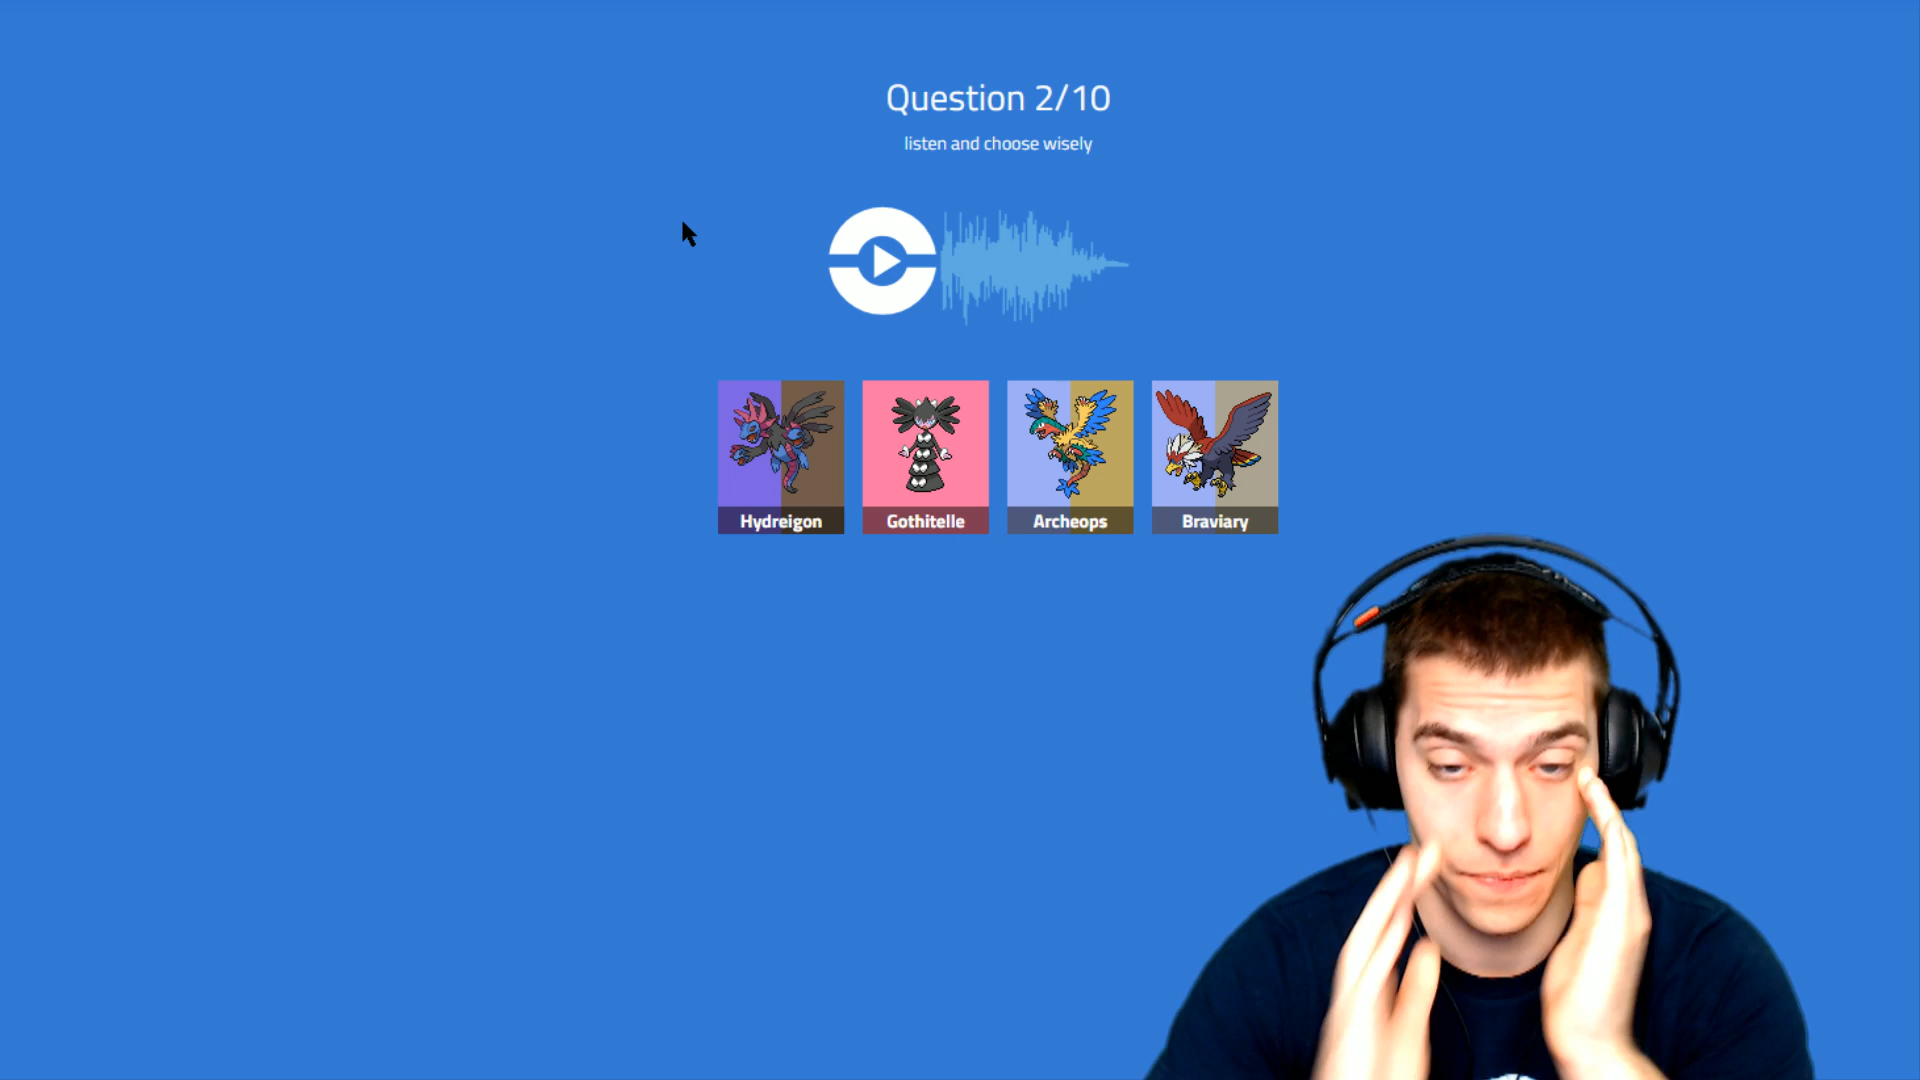 Question 2/10
listen and choose wisely
Hydreigon
Gothitelle
Archeops
Braviary